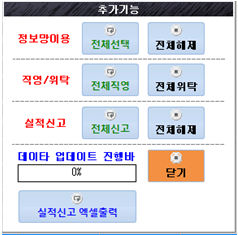 추가기능
정보망이용 전체선택 전체해제
직영/위탁 전체직영 전체위탁
실적신고 전체신고 전체해제
데이타 업데이트 진행바
0% 닫기
실적신고 엑셀출력